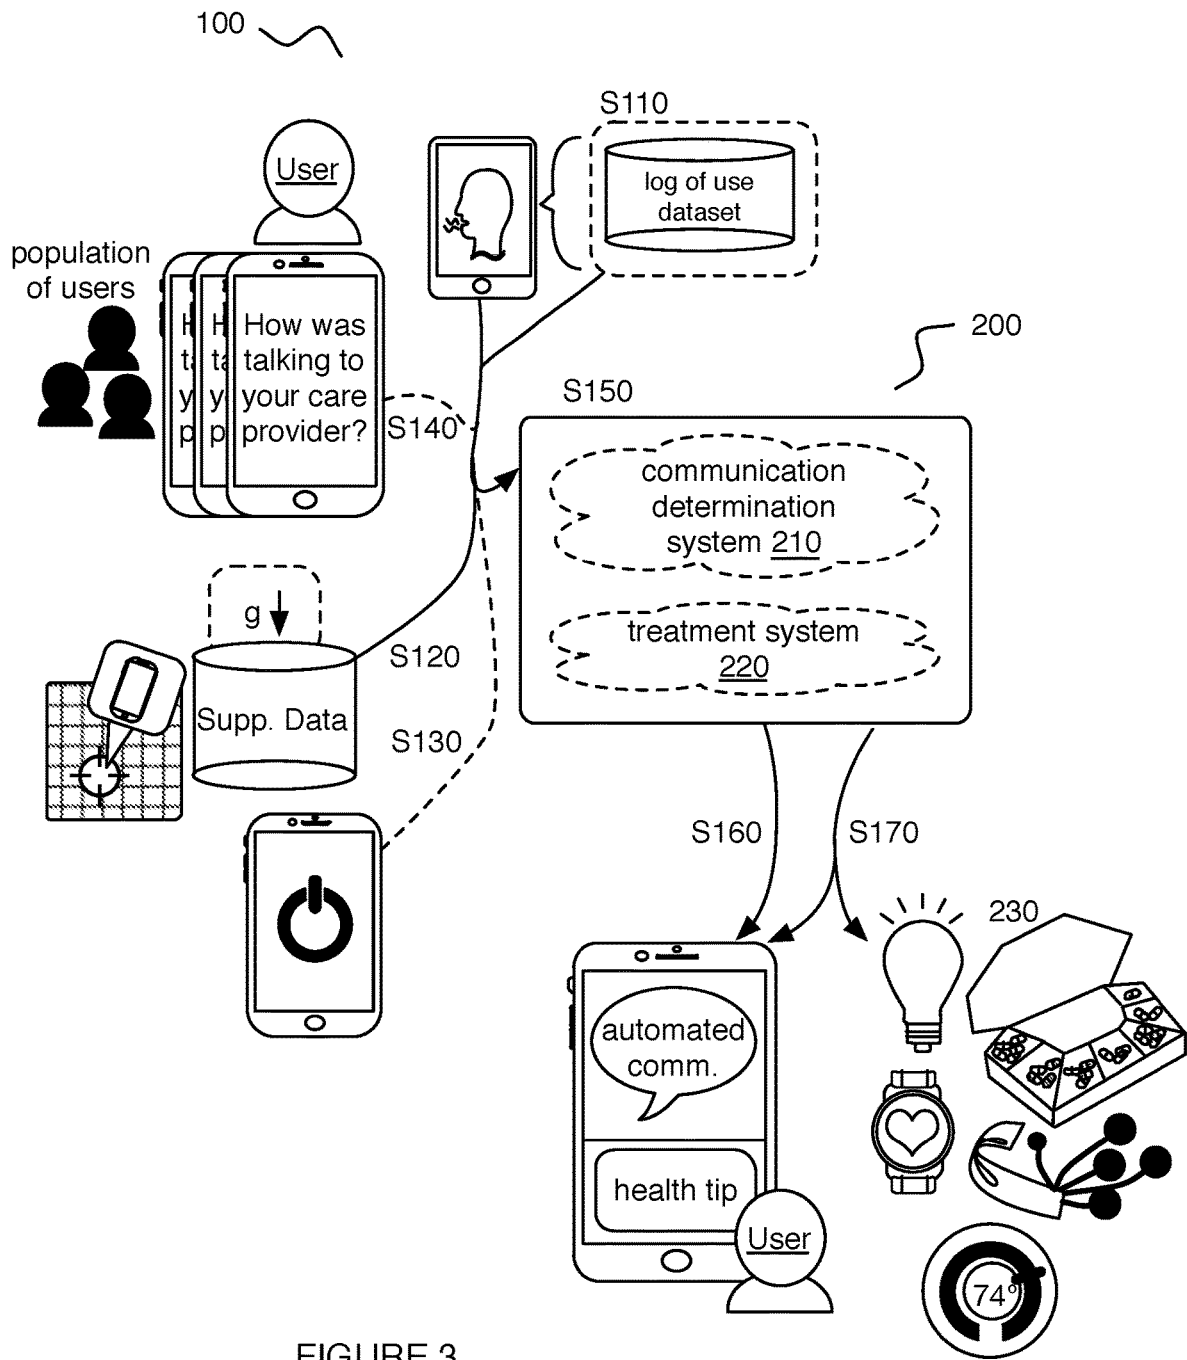 100
S110
User
log of use
dataset
population
of users
H
ta
y
p
H
ta
y
p
How was
talking to
your care
provider?
S140
200
S150
communication
determination
system 210
treatment system
220
g
S120
Supp. Data
S130
S160
S170
230
automated
comm.
health tip
User
74°
FIGURE 3